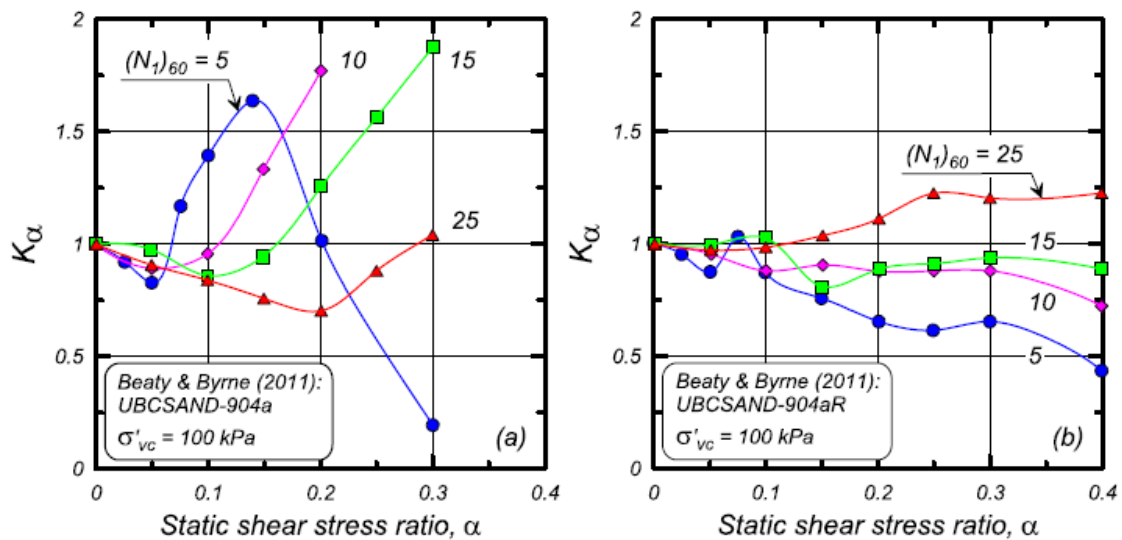 2
1.5
1
0.5
0
Kα
(N1)60 = 5
10
15
25
Beaty & Byrne (2011):
UBCSAND-904a
σ'vc = 100 kPa
(a)
0
0.1
0.2
0.3
0.4
Static shear stress ratio, α
2
1.5
1
0.5
0
Kα
(N1)60 = 25
15
10
5
Beaty & Byrne (2011):
UBCSAND-904aR
σ'vc = 100 kPa
(b)
0
0.1
0.2
0.3
0.4
Static shear stress ratio, α